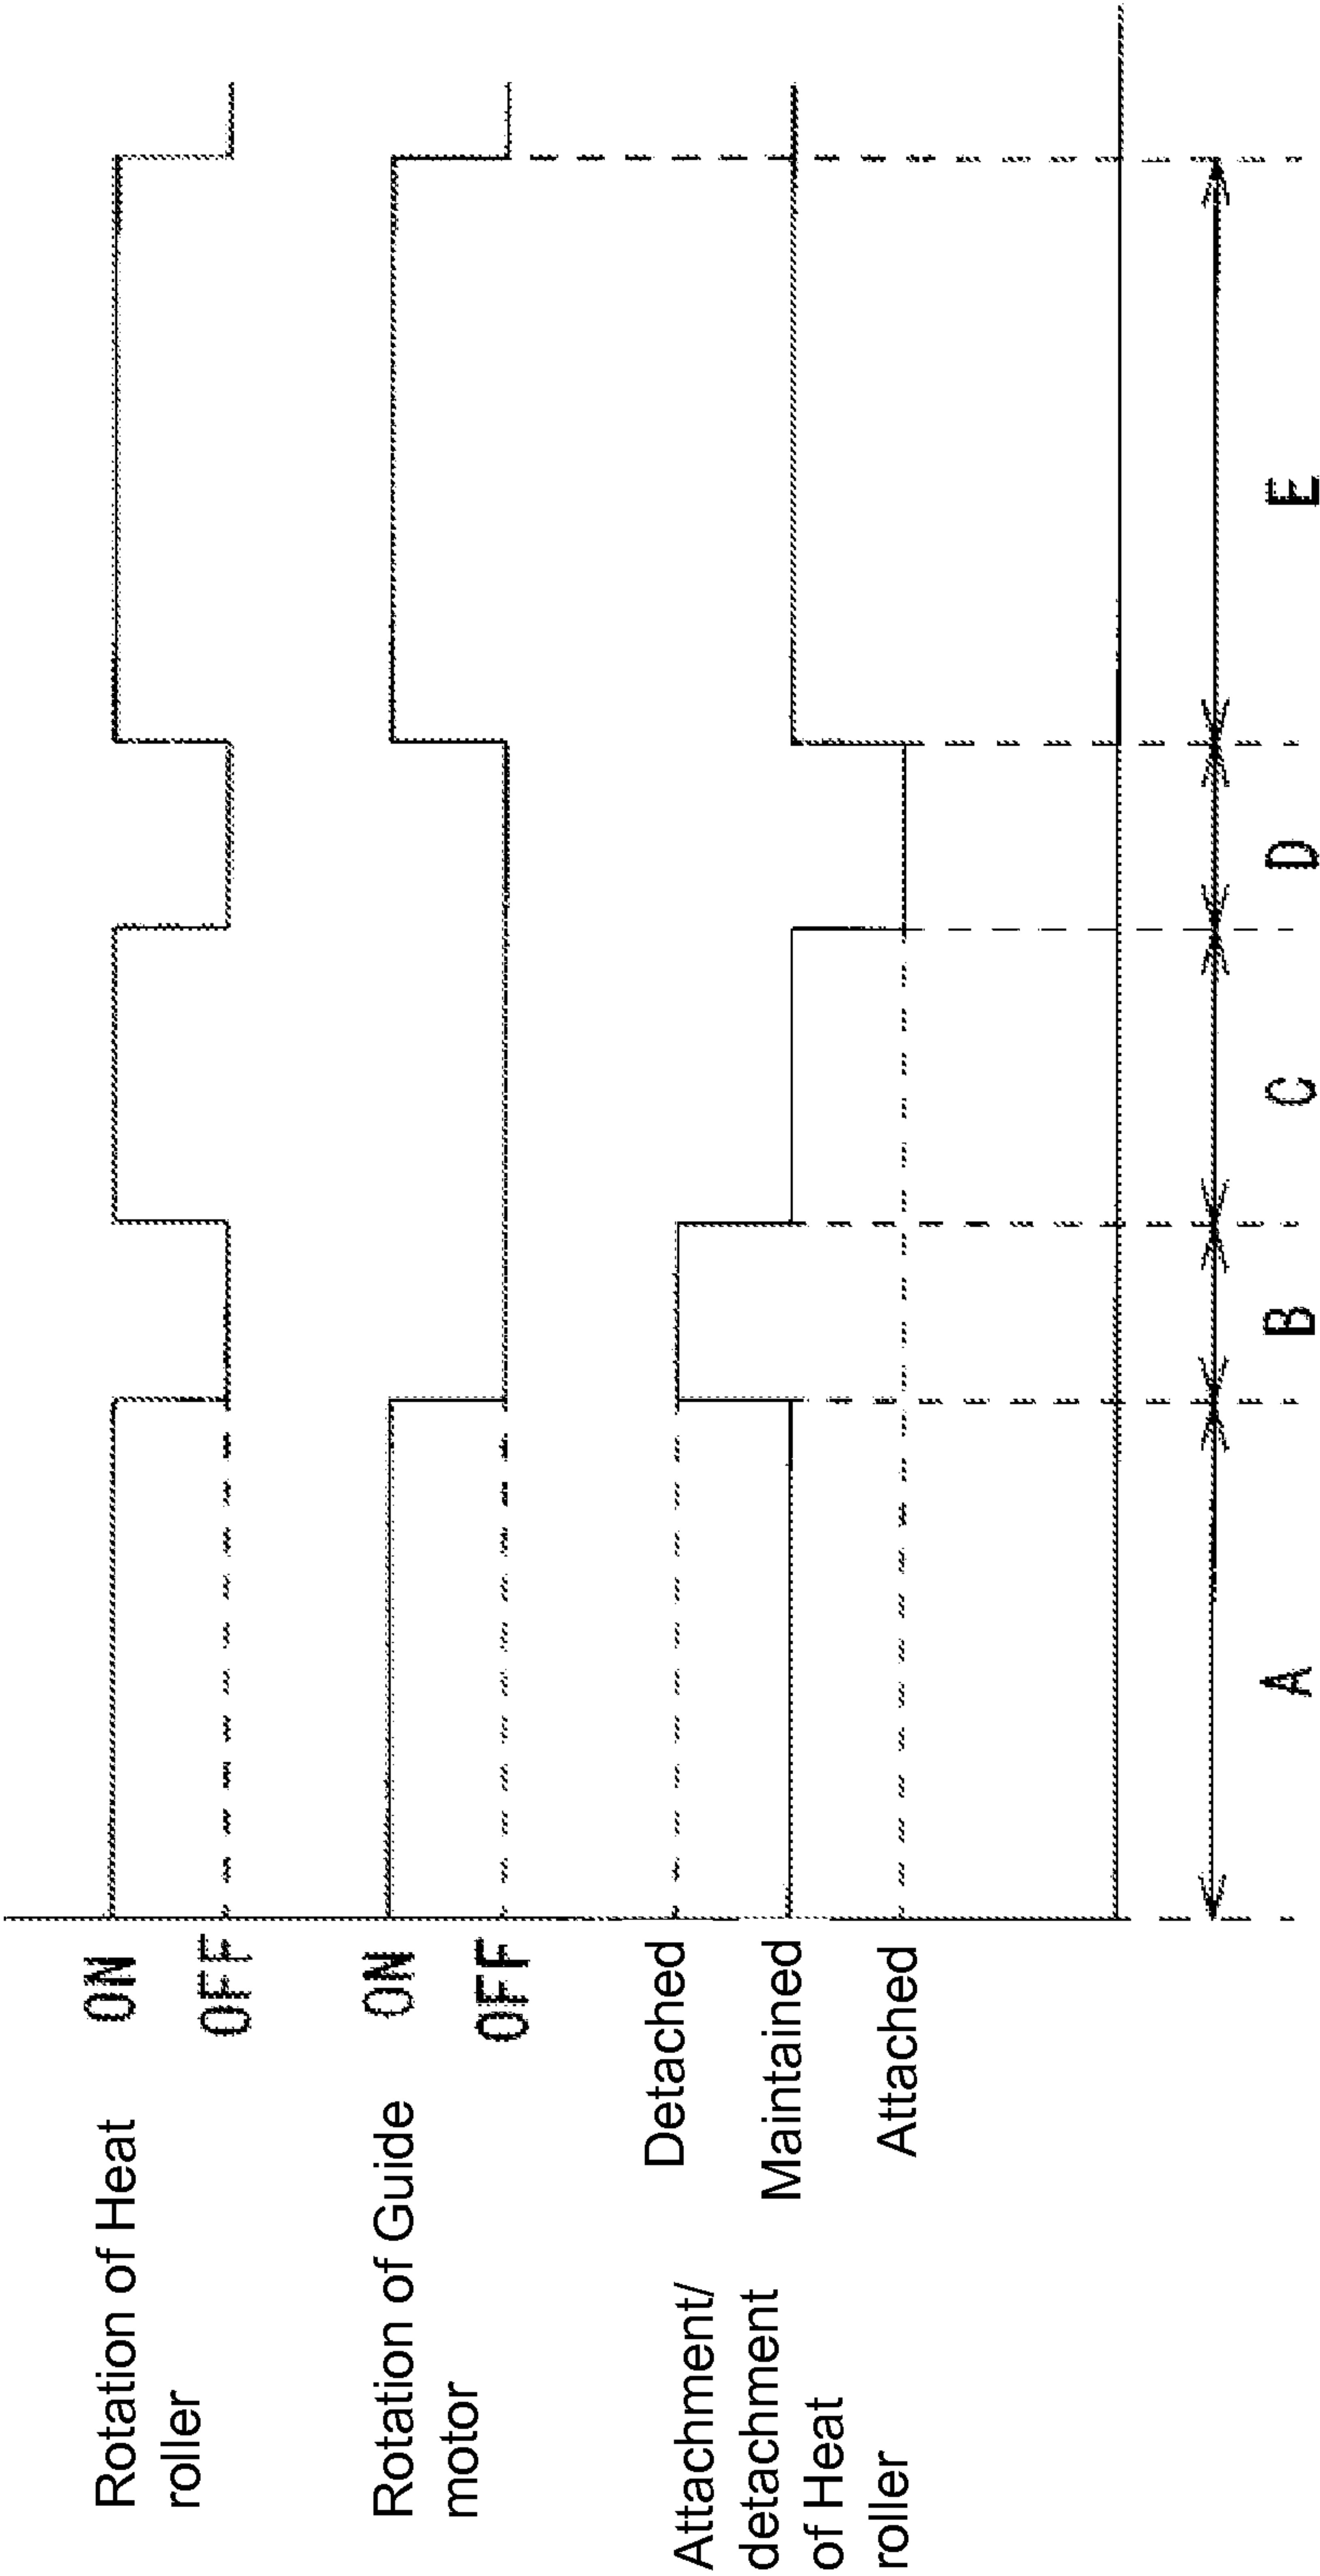 Rotation of Heat
roller
ON
OFF
Rotation of Guide
motor
ON
OFF
Attachment/
detachment
of Heat
roller
Detached
Maintained
Attached
A
B
C
D
E